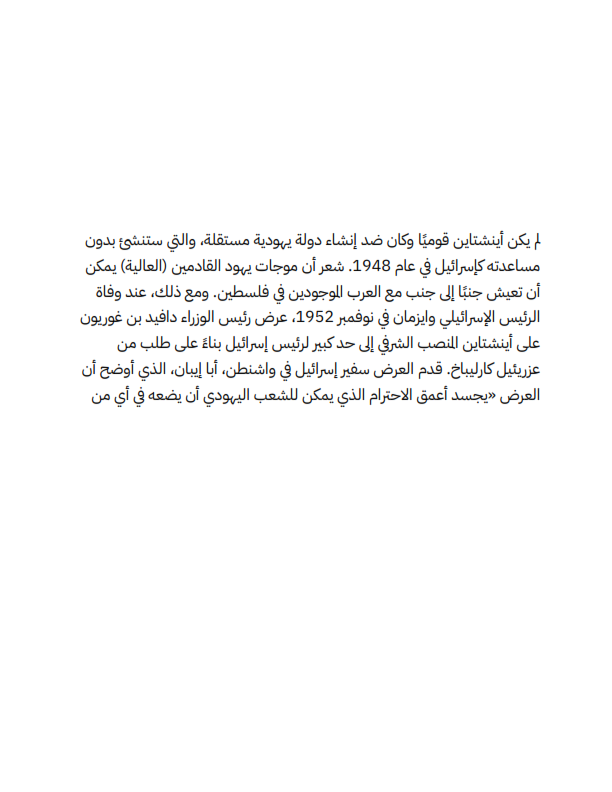 لم يكن أينشتاين قوميًا وكان ضد إنشاء دولة يهودية مستقلة، والتي ستنشئ بدون
مساعدته كإسرائيل في عام 1948. شعر أن موجات يهود القادمين (العالية) يمكن
أن تعيش جنبًا إلى جنب مع العرب الموجودين في فلسطين. ومع ذلك، عند وفاة
الرئيس الإسرائيلي وايزمان في نوفمبر 1952، عرض رئيس الوزراء دافيد بن غوريون
على أينشتاين المنصب الشرفي إلى حد كبير لرئيس إسرائيل بناءً على طلب من
عزرئيل كارليباخ. قدم العرض سفير إسرائيل في واشنطن، أبا إيبان، الذي أوضح أن
العرض «يجسد أعمق الاحترام الذي يمكن للشعب اليهودي أن يضعه في أي من